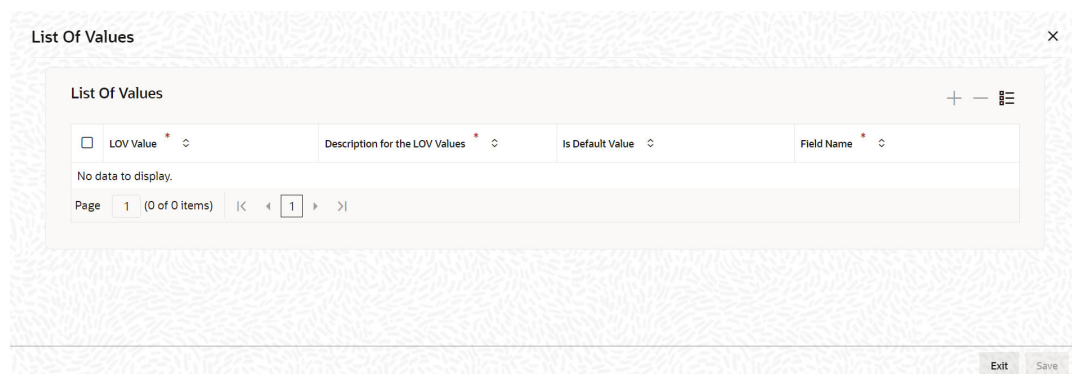 List Of Values
List Of Values
LOV Value * Description for the LOV Values * Is Default Value Field Name *
No data to display.
Page 1 (0 of 0 items) 1
Exit Save